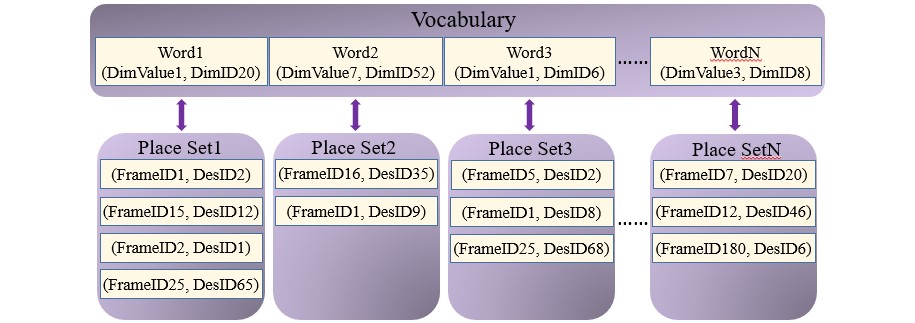 Vocabulary
Word1
(DimValue1, DimID20)
Word2
(DimValue7, DimID52)
Word3
(DimValue1, DimID6)
......
WordN
(DimValue3, DimID8)
Place Set1
(FrameID1, DesID2)
(FrameID15, DesID12)
(FrameID2, DesID1)
(FrameID25, DesID65)
Place Set2
(FrameID16, DesID35)
(FrameID1, DesID9)
Place Set3
(FrameID5, DesID2)
(FrameID1, DesID8)
(FrameID25, DesID68)
......
Place SetN
(FrameID7, DesID20)
(FrameID12, DesID46)
(FrameID180, DesID6)